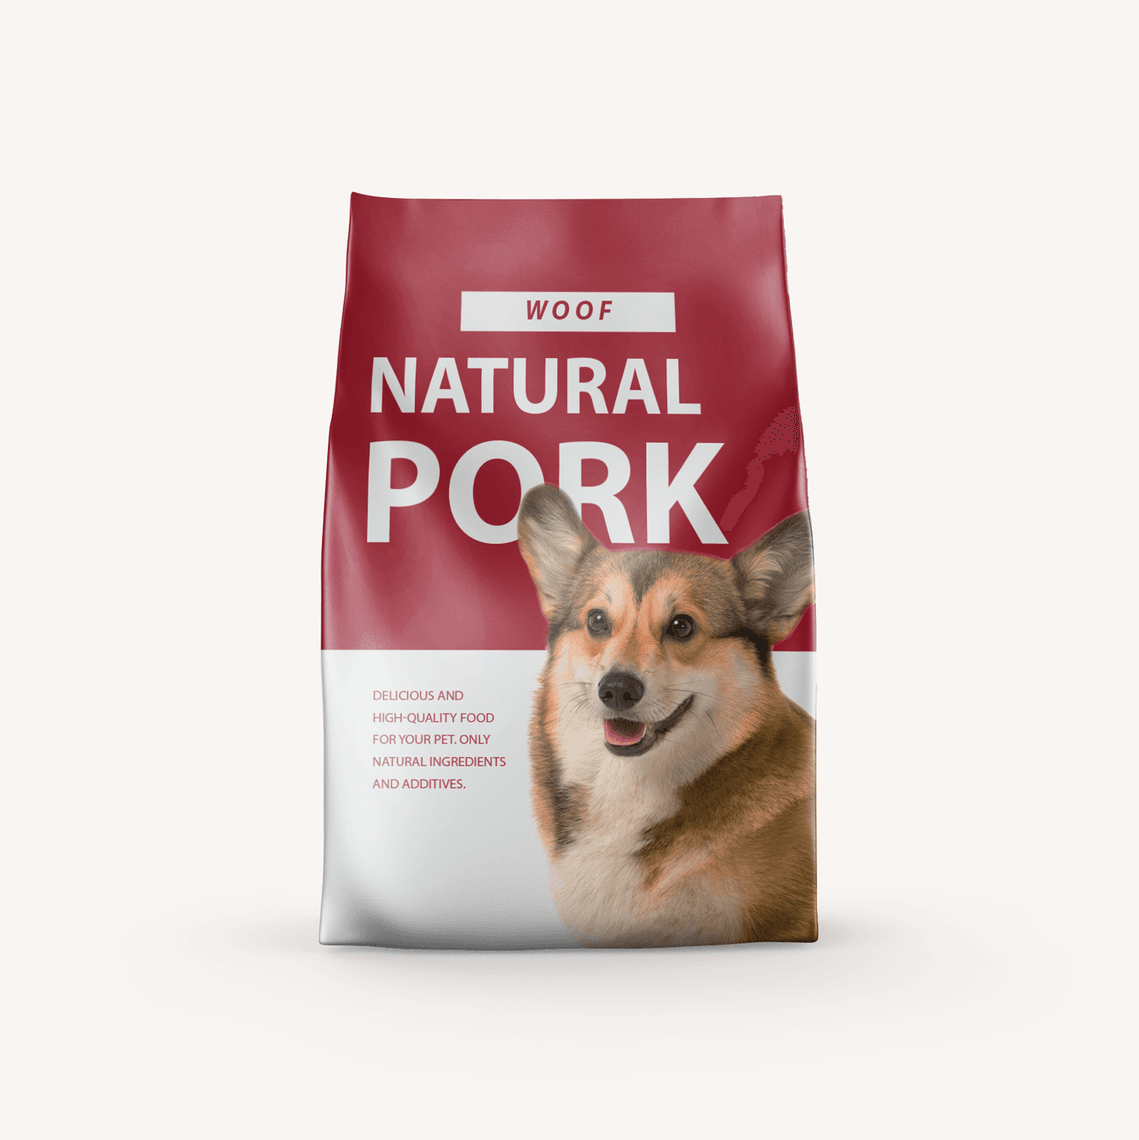 WOOF
NATURAL
PORK
DELICIOUS AND
HIGH-QUALITY FOOD
FOR YOUR PET. ONLY
NATURAL INGREDIENTS
AND ADDITIVES.